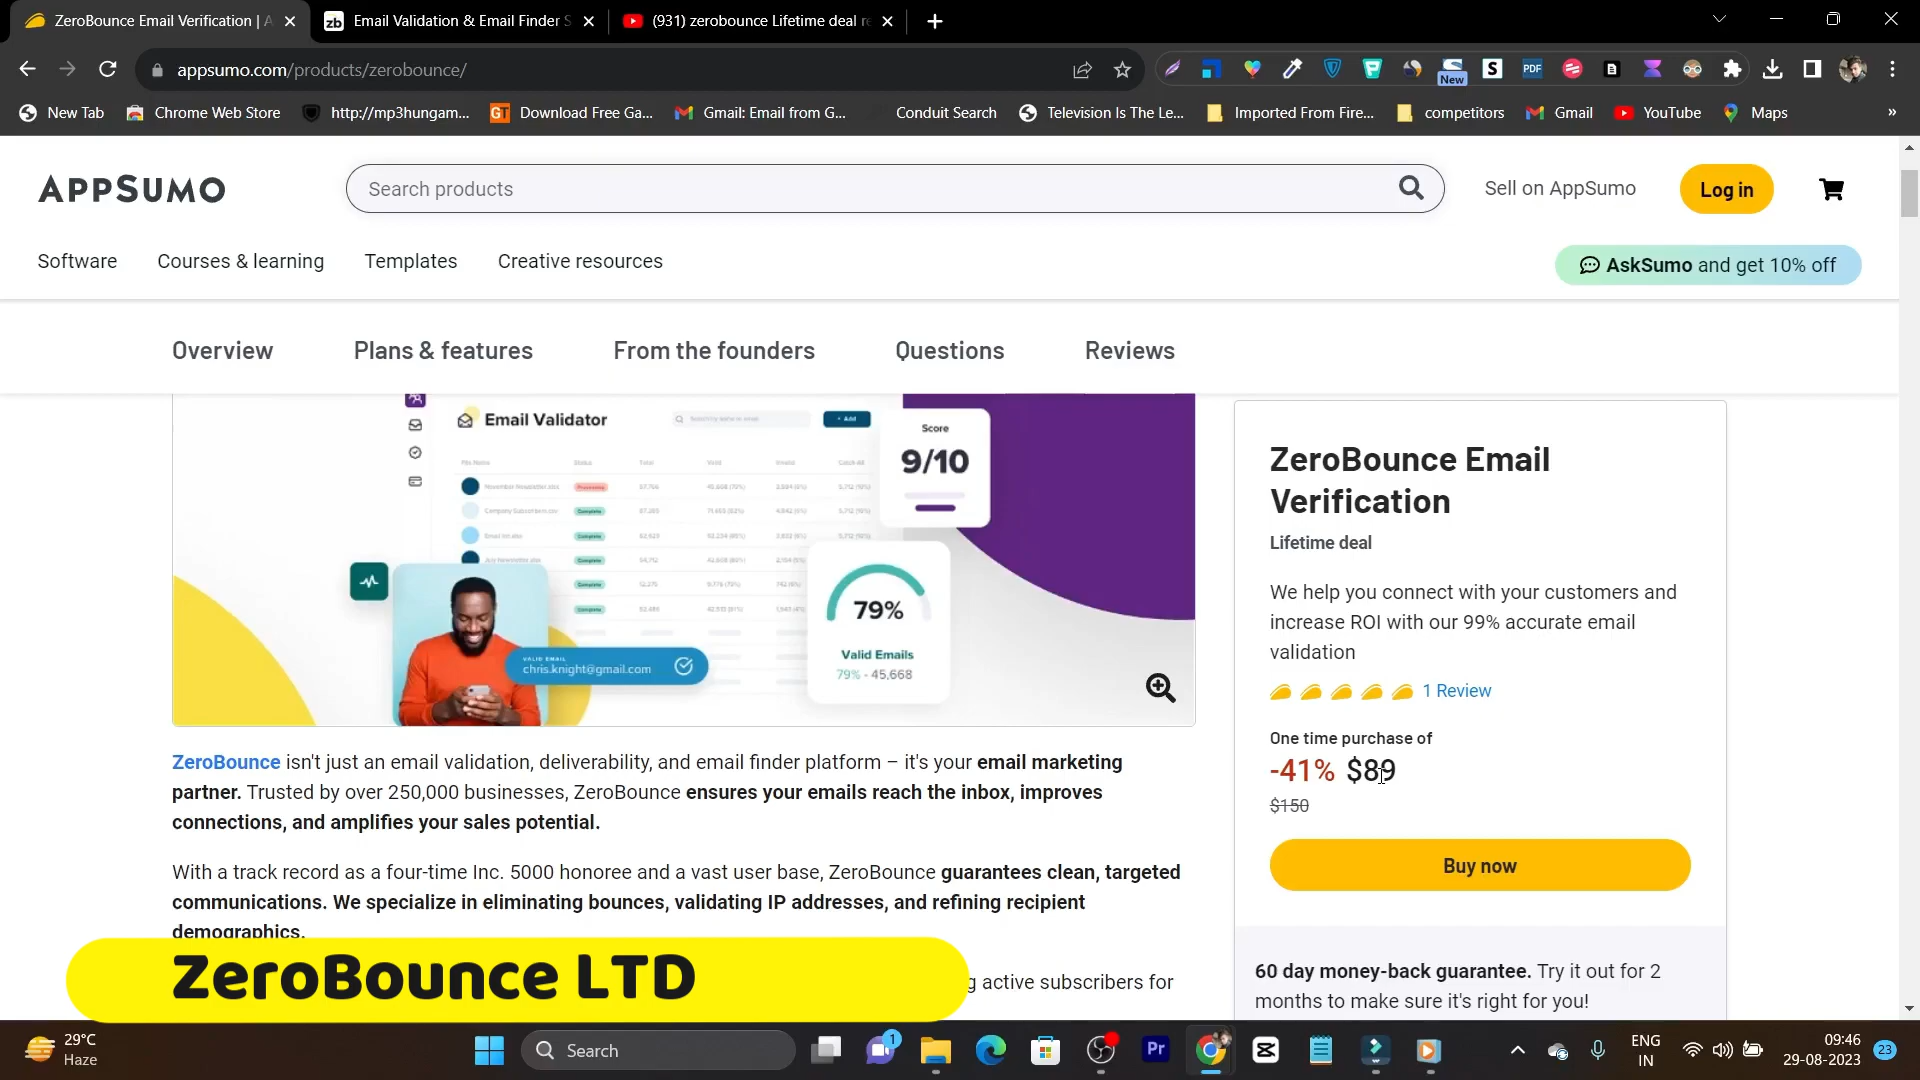 ZeroBounce Email Verification | A
Email Validation & Email Finder S
(931) zerobounce Lifetime deal re
appsumo.com/products/zerobounce/
New
PDF
New Tab
Chrome Web Store
http://mp3hungam...
GT
Download Free Ga...
Gmail: Email from G...
Conduit Search
Television Is The Le...
Imported From Fire...
competitors
Gmail
YouTube
Maps
»
APPSUMO
Search products
Sell on AppSumo
Log in
Software
Courses & learning
Templates
Creative resources
AskSumo and get 10% off
Overview
Plans & features
From the founders
Questions
Reviews
Email Validator
+ Add
Score
9/10
79%
Valid Emails
79% - 45,668
VALID EMAIL
chris.knight@gmail.com
ZeroBounce Email
Verification
Lifetime deal
We help you connect with your customers and
increase ROI with our 99% accurate email
validation
1 Review
One time purchase of
-41% $89
$150
Buy now
60 day money-back guarantee. Try it out for 2
months to make sure it's right for you!
ZeroBounce isn't just an email validation, deliverability, and email finder platform – it's your email marketing
partner. Trusted by over 250,000 businesses, ZeroBounce ensures your emails reach the inbox, improves
connections, and amplifies your sales potential.
With a track record as a four-time Inc. 5000 honoree and a vast user base, ZeroBounce guarantees clean, targeted
communications. We specialize in eliminating bounces, validating IP addresses, and refining recipient
demographics.
active subscribers for
ZeroBounce LTD
29°C
Haze
Search
1
Pr
ENG
IN
09:46
29-08-2023
23